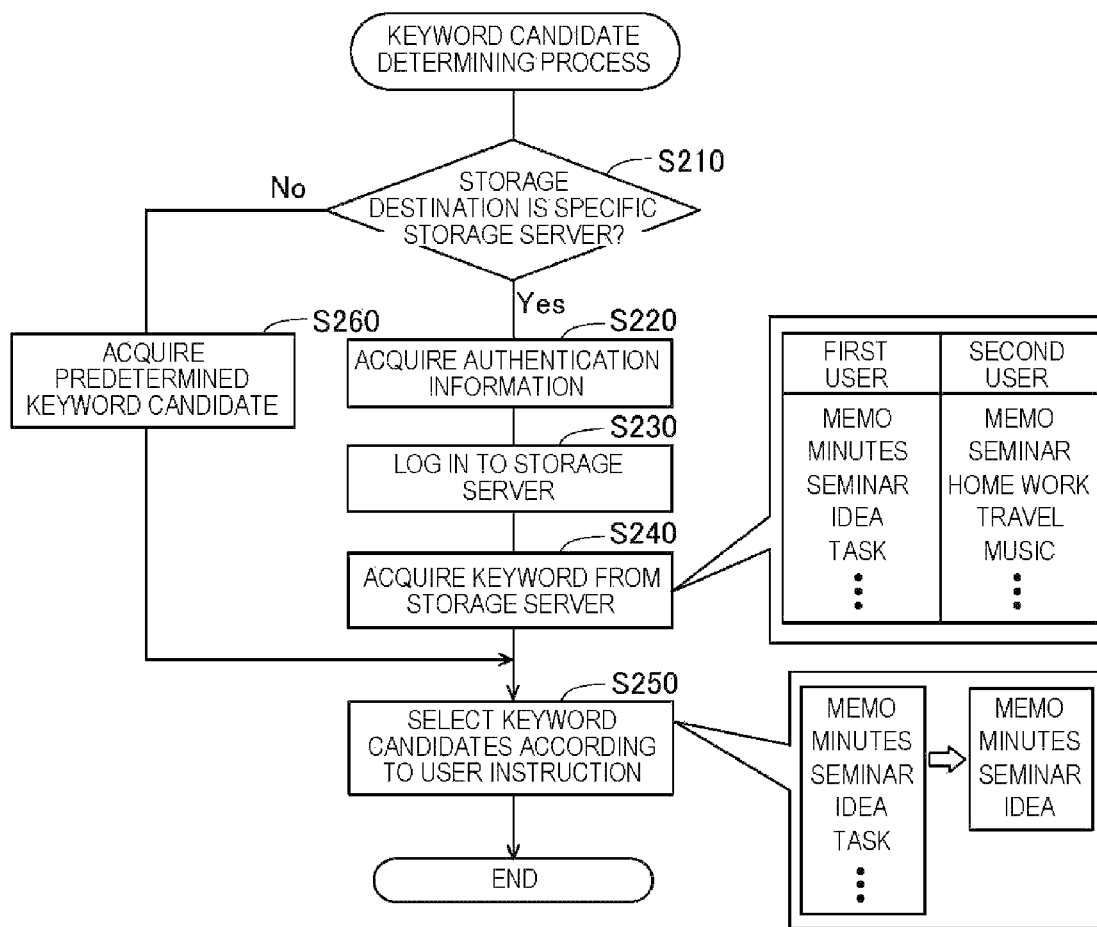 KEYWORD CANDIDATE
DETERMINING PROCESS
S210
No
STORAGE
DESTINATION IS SPECIFIC
STORAGE SERVER?
Yes
S260
ACQUIRE
PREDETERMINED
KEYWORD CANDIDATE
S220
ACQUIRE AUTHENTICATION
INFORMATION
S230
LOG IN TO STORAGE
SERVER
S240
ACQUIRE KEYWORD FROM
STORAGE SERVER
FIRST
USER
MEMO
MINUTES
SEMINAR
IDEA
TASK
SECOND
USER
MEMO
SEMINAR
HOME WORK
TRAVEL
MUSIC
S250
SELECT KEYWORD
CANDIDATES ACCORDING
TO USER INSTRUCTION
MEMO
MINUTES
SEMINAR
IDEA
TASK
MEMO
MINUTES
SEMINAR
IDEA
END